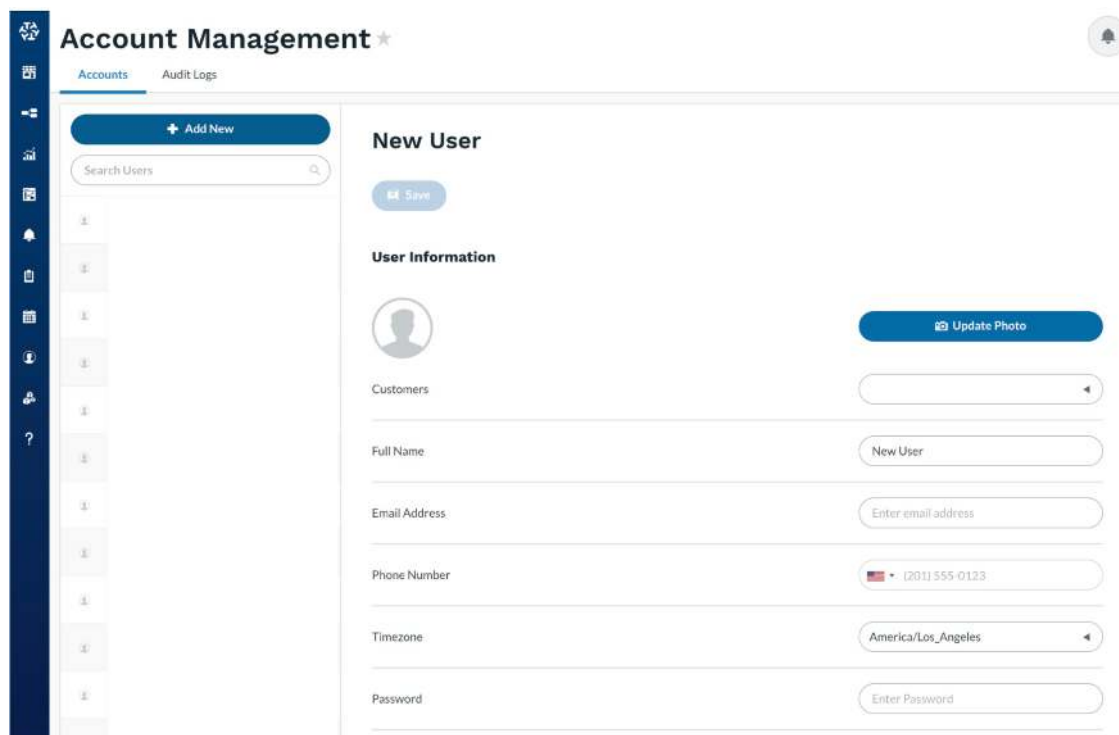 Account Management
Accounts
Audit Logs
Add New
Search Users
New User
Save
User Information
Update Photo
Customers
Full Name
New User
Email Address
Enter email address
Phone Number
(201) 555-0123
Timezone
America/Los_Angeles
Password
Enter Password
?